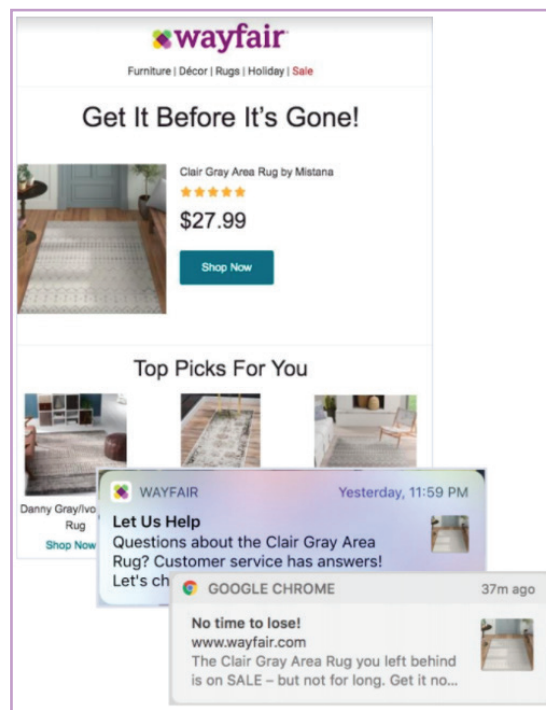 wayfair
Furniture | Décor | Rugs | Holiday | Sale
Get It Before It's Gone!
Clair Gray Area Rug by Mistana
$27.99
Shop Now
Top Picks For You
Danny Gray/Ivo
Rug
Shop Now
WAYFAIR
Yesterday, 11:59 PM
Let Us Help
Questions about the Clair Gray Area
Rug? Customer service has answers!
Let's ch
GOOGLE CHROME
37m ago
No time to lose!
www.wayfair.com
The Clair Gray Area Rug you left behind
is on SALE – but not for long. Get it no...